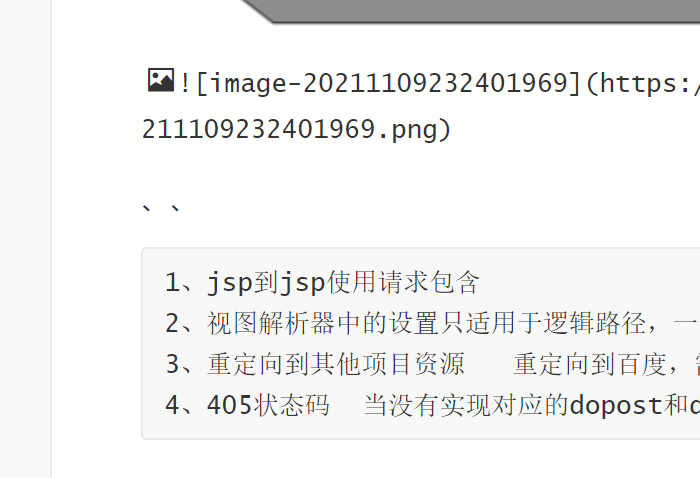 ![image-20211109232401969](https:/
211109232401969.png)
、、
1、jsp到jsp使用请求包含
2、视图解析器中的设置只适用于逻辑路径，一
3、重定向到其他项目资源 重定向到百度，
4、405状态码 当没有实现对应的dopost和